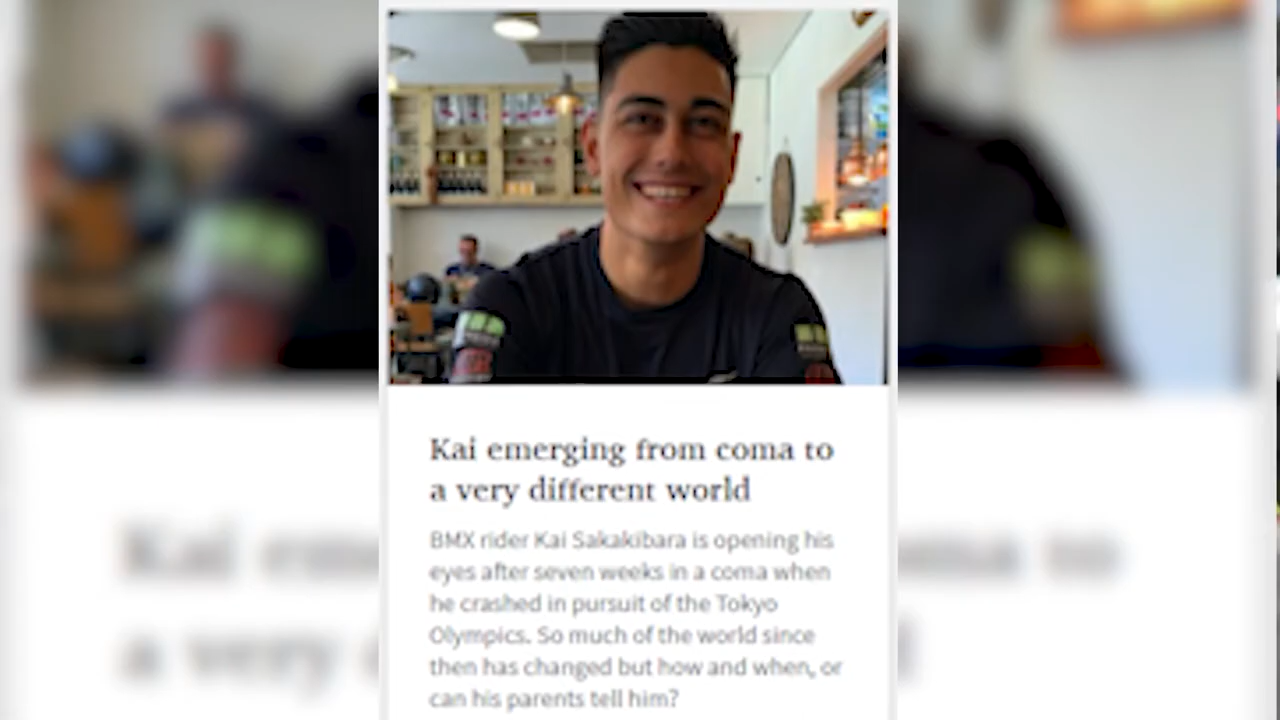 Kai emerging from coma to
a very different world
BMX rider Kai Sakakibara is opening his
eyes after seven weeks in a coma when
he crashed in pursuit of the Tokyo
Olympics. So much of the world since
then has changed but how and when, or
can his parents tell him?